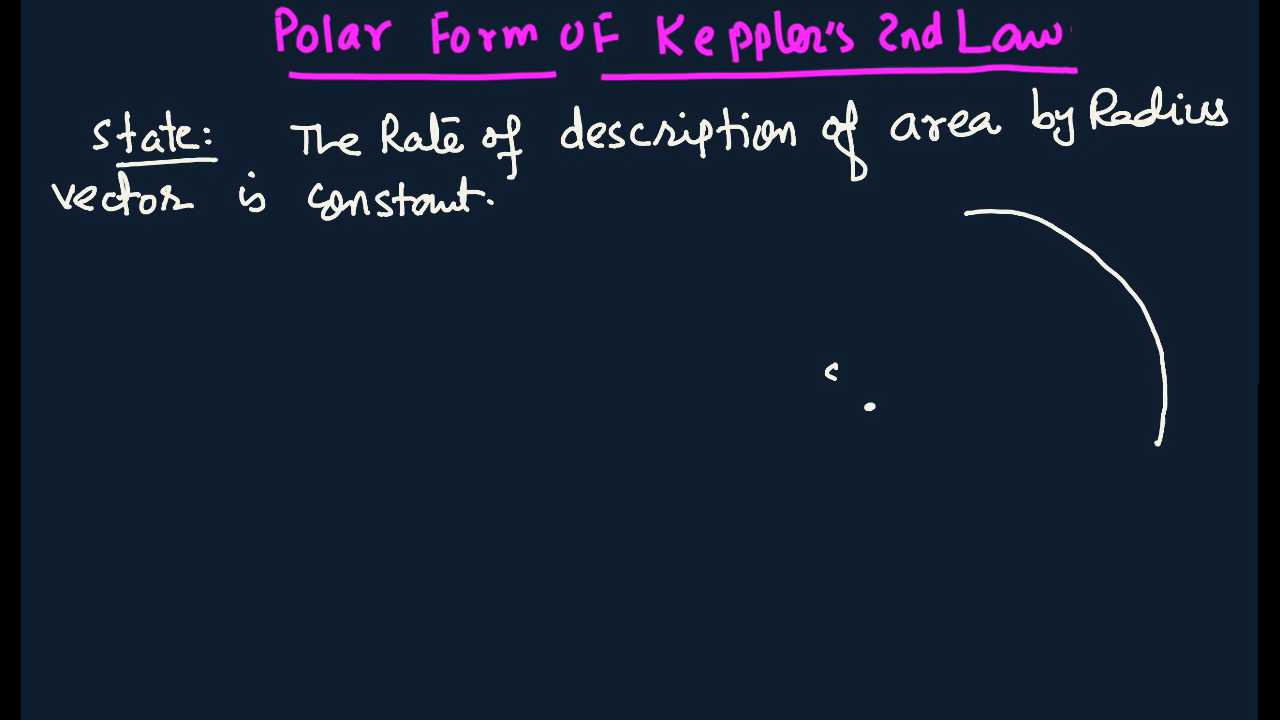 Polar Form of Keppler's 2nd Law
State: The Rate of description of area by Radius
vector is constant.